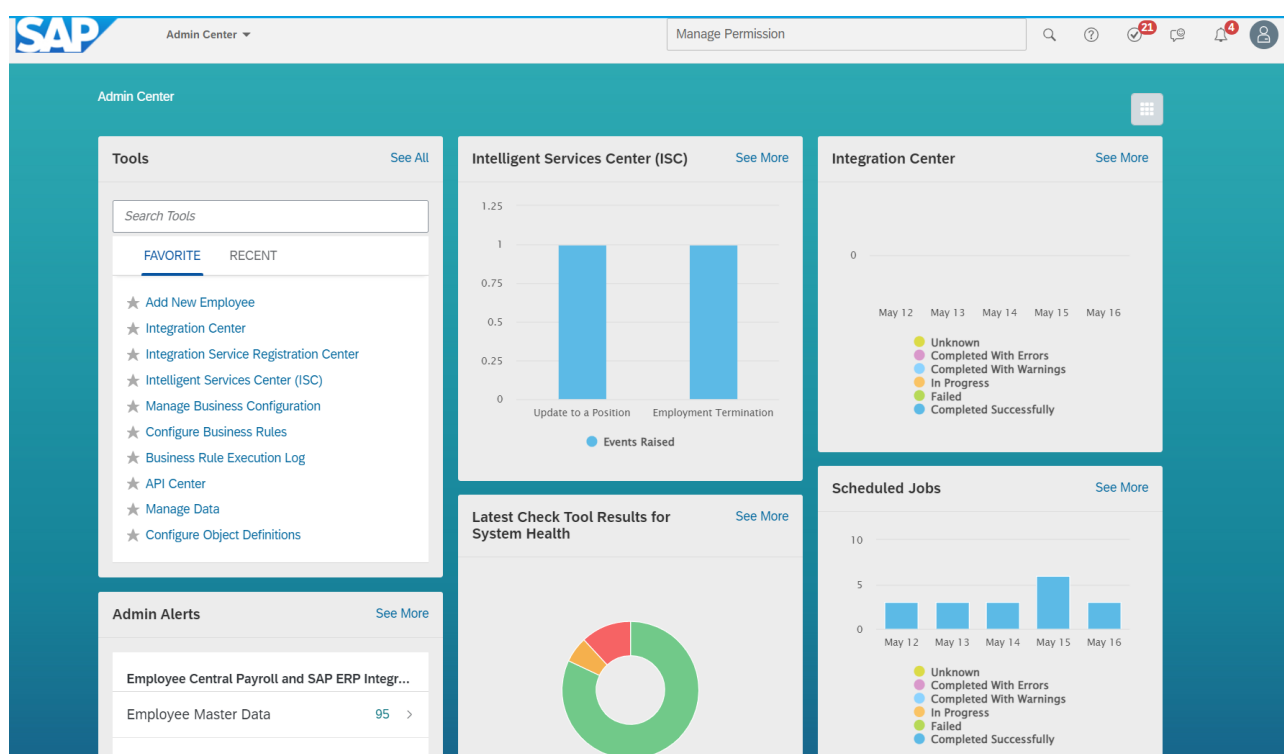 SAP
Admin Center
Manage Permission
21
4
Admin Center
Tools
See All
Search Tools
FAVORITE RECENT
Add New Employee
Integration Center
Integration Service Registration Center
Intelligent Services Center (ISC)
Manage Business Configuration
Configure Business Rules
Business Rule Execution Log
API Center
Manage Data
Configure Object Definitions
Admin Alerts
See More
Employee Central Payroll and SAP ERP Integr...
Employee Master Data 95
Intelligent Services Center (ISC)
See More
1.25
1
0.75
0.5
0.25
0
Update to a Position Employment Termination
Events Raised
Latest Check Tool Results for
System Health
See More
Integration Center
See More
0
May 12 May 13 May 14 May 15 May 16
Unknown
Completed With Errors
Completed With Warnings
In Progress
Failed
Completed Successfully
Scheduled Jobs
See More
10
5
0
May 12 May 13 May 14 May 15 May 16
Unknown
Completed With Errors
Completed With Warnings
In Progress
Failed
Completed Successfully